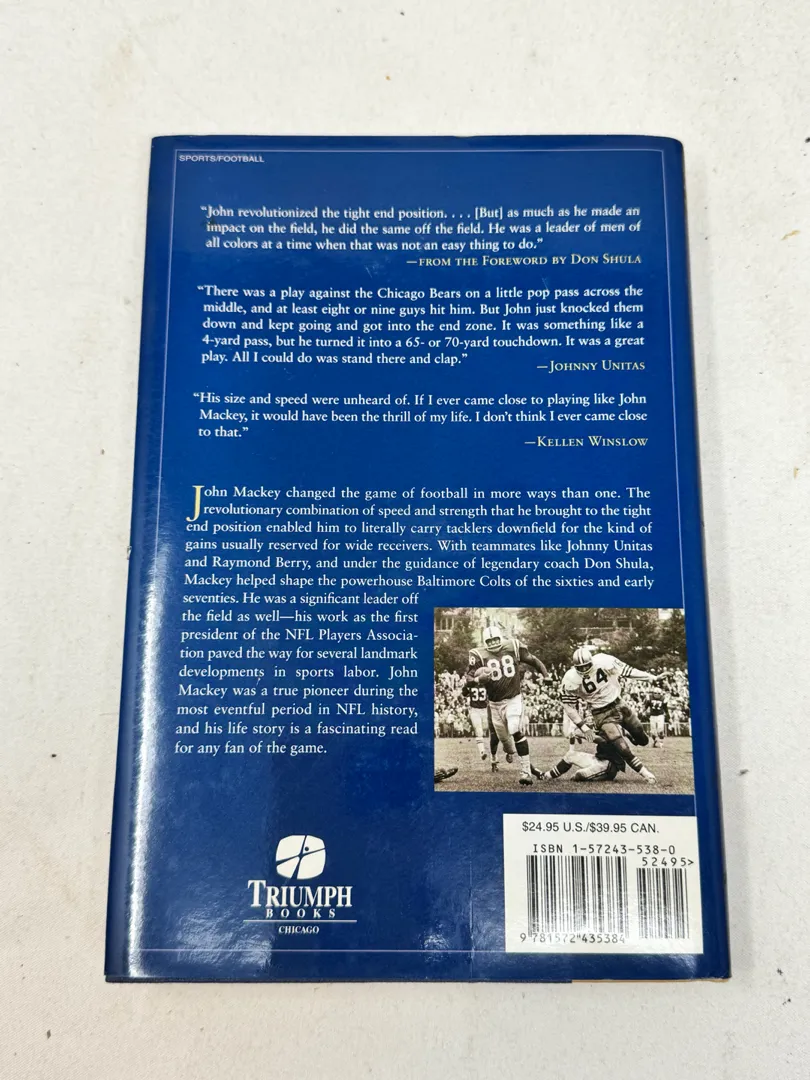 SPORTS/FOOTBALL
“John revolutionized the tight end position. . . . [But] as much as he made an
impact on the field, he did the same off the field. He was a leader of men of
all colors at a time when that was not an easy thing to do.”
—FROM THE FOREWORD BY DON SHULA
“There was a play against the Chicago Bears on a little pop pass across the
middle, and at least eight or nine guys hit him. But John just knocked them
down and kept going and got into the end zone. It was something like a
4-yard pass, but he turned it into a 65- or 70-yard touchdown. It was a great
play. All I could do was stand there and clap.”
—JOHNNY UNITAS
“His size and speed were unheard of. If I ever came close to playing like John
Mackey, it would have been the thrill of my life. I don’t think I ever came close
to that.”
—KELLEN WINSLOW
John Mackey changed the game of football in more ways than one. The
revolutionary combination of speed and strength that he brought to the tight
end position enabled him to literally carry tacklers downfield for the kind of
gains usually reserved for wide receivers. With teammates like Johnny Unitas
and Raymond Berry, and under the guidance of legendary coach Don Shula,
Mackey helped shape the powerhouse Baltimore Colts of the sixties and early
seventies. He was a significant leader off
the field as well—his work as the first
president of the NFL Players Associa-
tion paved the way for several landmark
developments in sports labor. John
Mackey was a true pioneer during the
most eventful period in NFL history,
and his life story is a fascinating read
for any fan of the game.
88
33
64
TRIUMPH
BOOKS
CHICAGO
$24.95 U.S./$39.95 CAN.
ISBN 1-57243-538-0
52495>
9 781572 435384